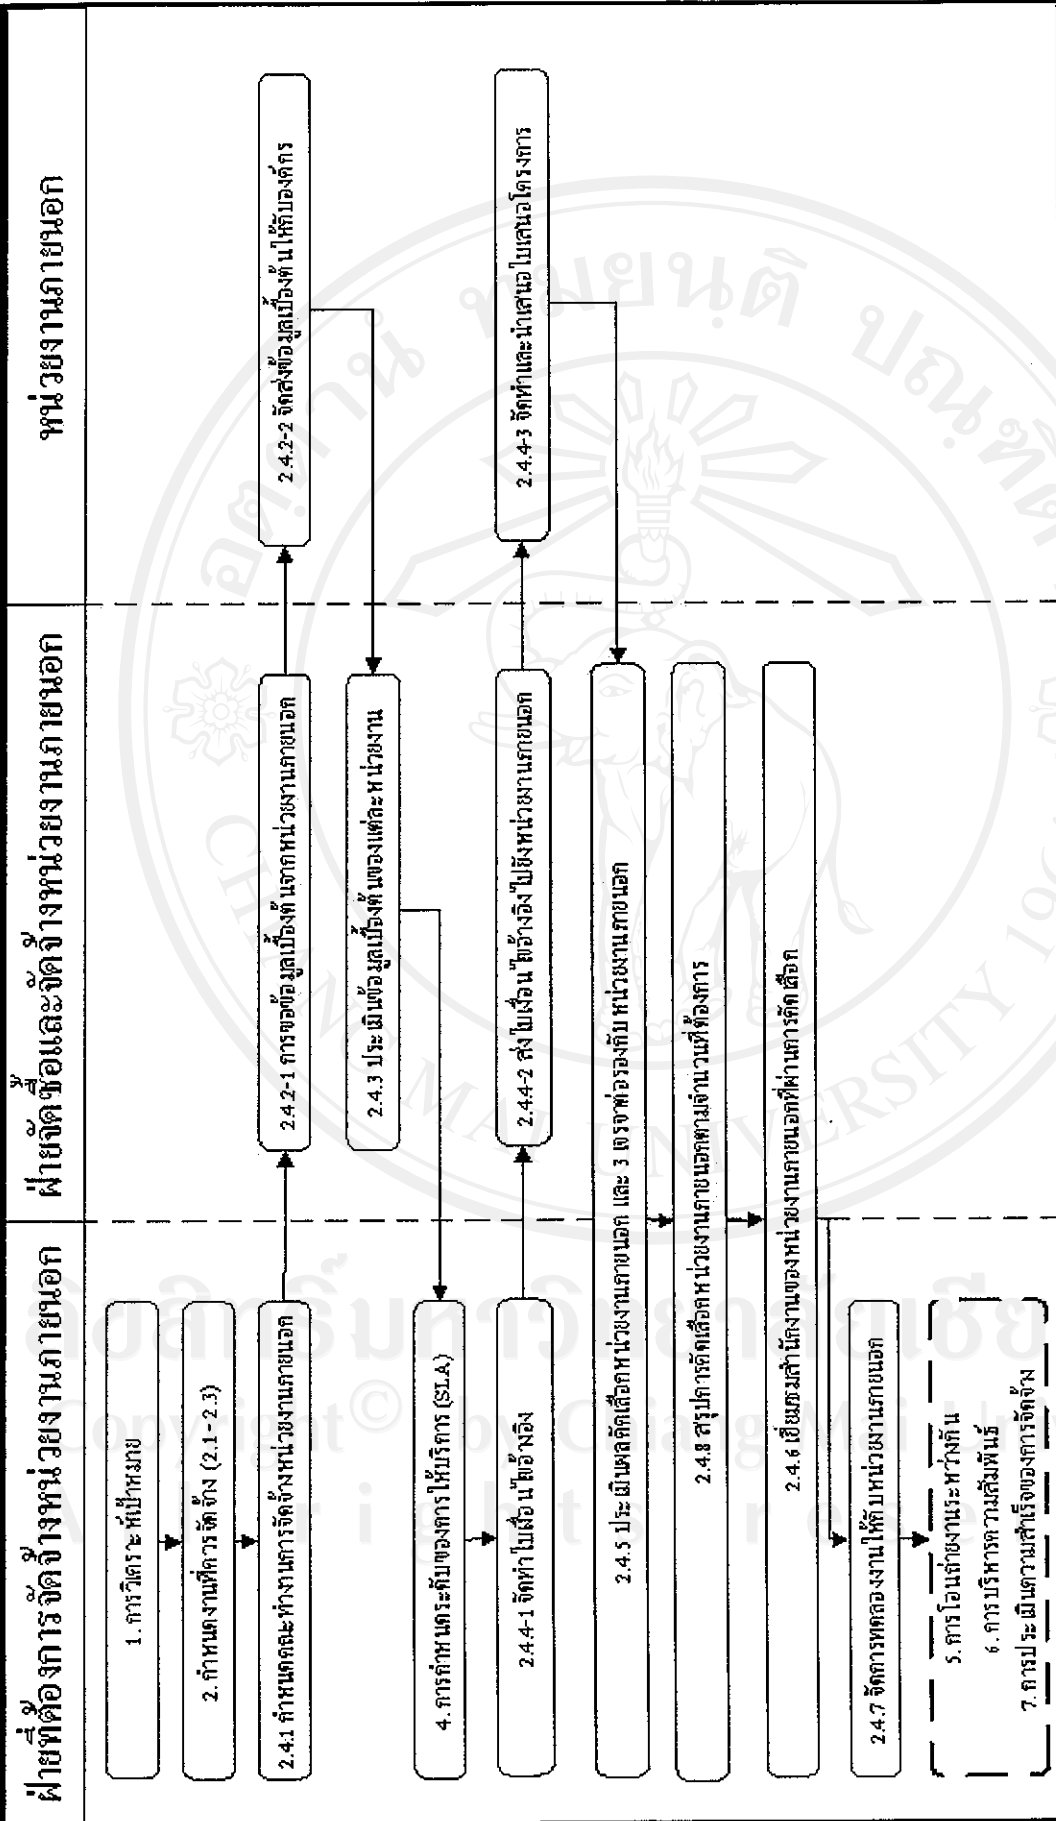 ฝ่ายที่ต้องการจัดจ้างหน่วยงานภายนอก
ฝ่ายจัดซื้อและจัดจ้างหน่วยงานภายนอก
หน่วยงานภายนอก
1. การวิเคราะห์เป้าหมาย
2. กำหนดงานที่ควรจัดจ้าง (2.1 - 2.3)
2.4.1 กำหนดคณะทำงานการจัดจ้างหน่วยงานภายนอก
2.4.2-1 การขอข้อมูลเบื้องต้นจากหน่วยงานภายนอก
2.4.2-2 จัดส่งข้อมูลเบื้องต้นให้กับองค์กร
2.4.3 ประเมินข้อมูลเบื้องต้นของแต่ละหน่วยงาน
4. การกำหนดระดับของการให้บริการ (SLA)
2.4.4-1 จัดทำใบเงื่อนไขอ้างอิง
2.4.4-2 ส่งใบเงื่อนไขอ้างอิงไปยังหน่วยงานภายนอก
2.4.4-3 จัดทำและนำเสนอใบเสนอโครงการ
2.4.5 ประเมินผลคัดเลือกหน่วยงานภายนอก และ 3 เจรจาต่อรองกับหน่วยงานภายนอก
2.4.8 สรุปการคัดเลือกหน่วยงานภายนอกตามจำนวนที่ต้องการ
2.4.6 เยี่ยมชมสำนักงานของหน่วยงานภายนอกที่ผ่านการคัดเลือก
2.4.7 จัดการทดลองงานให้กับหน่วยงานภายนอก
5. การโอนถ่ายงานระหว่างกัน
6. การบริหารความสัมพันธ์
7. การประเมินความสำเร็จของการจัดจ้าง
Copyright © by Chiang Mai